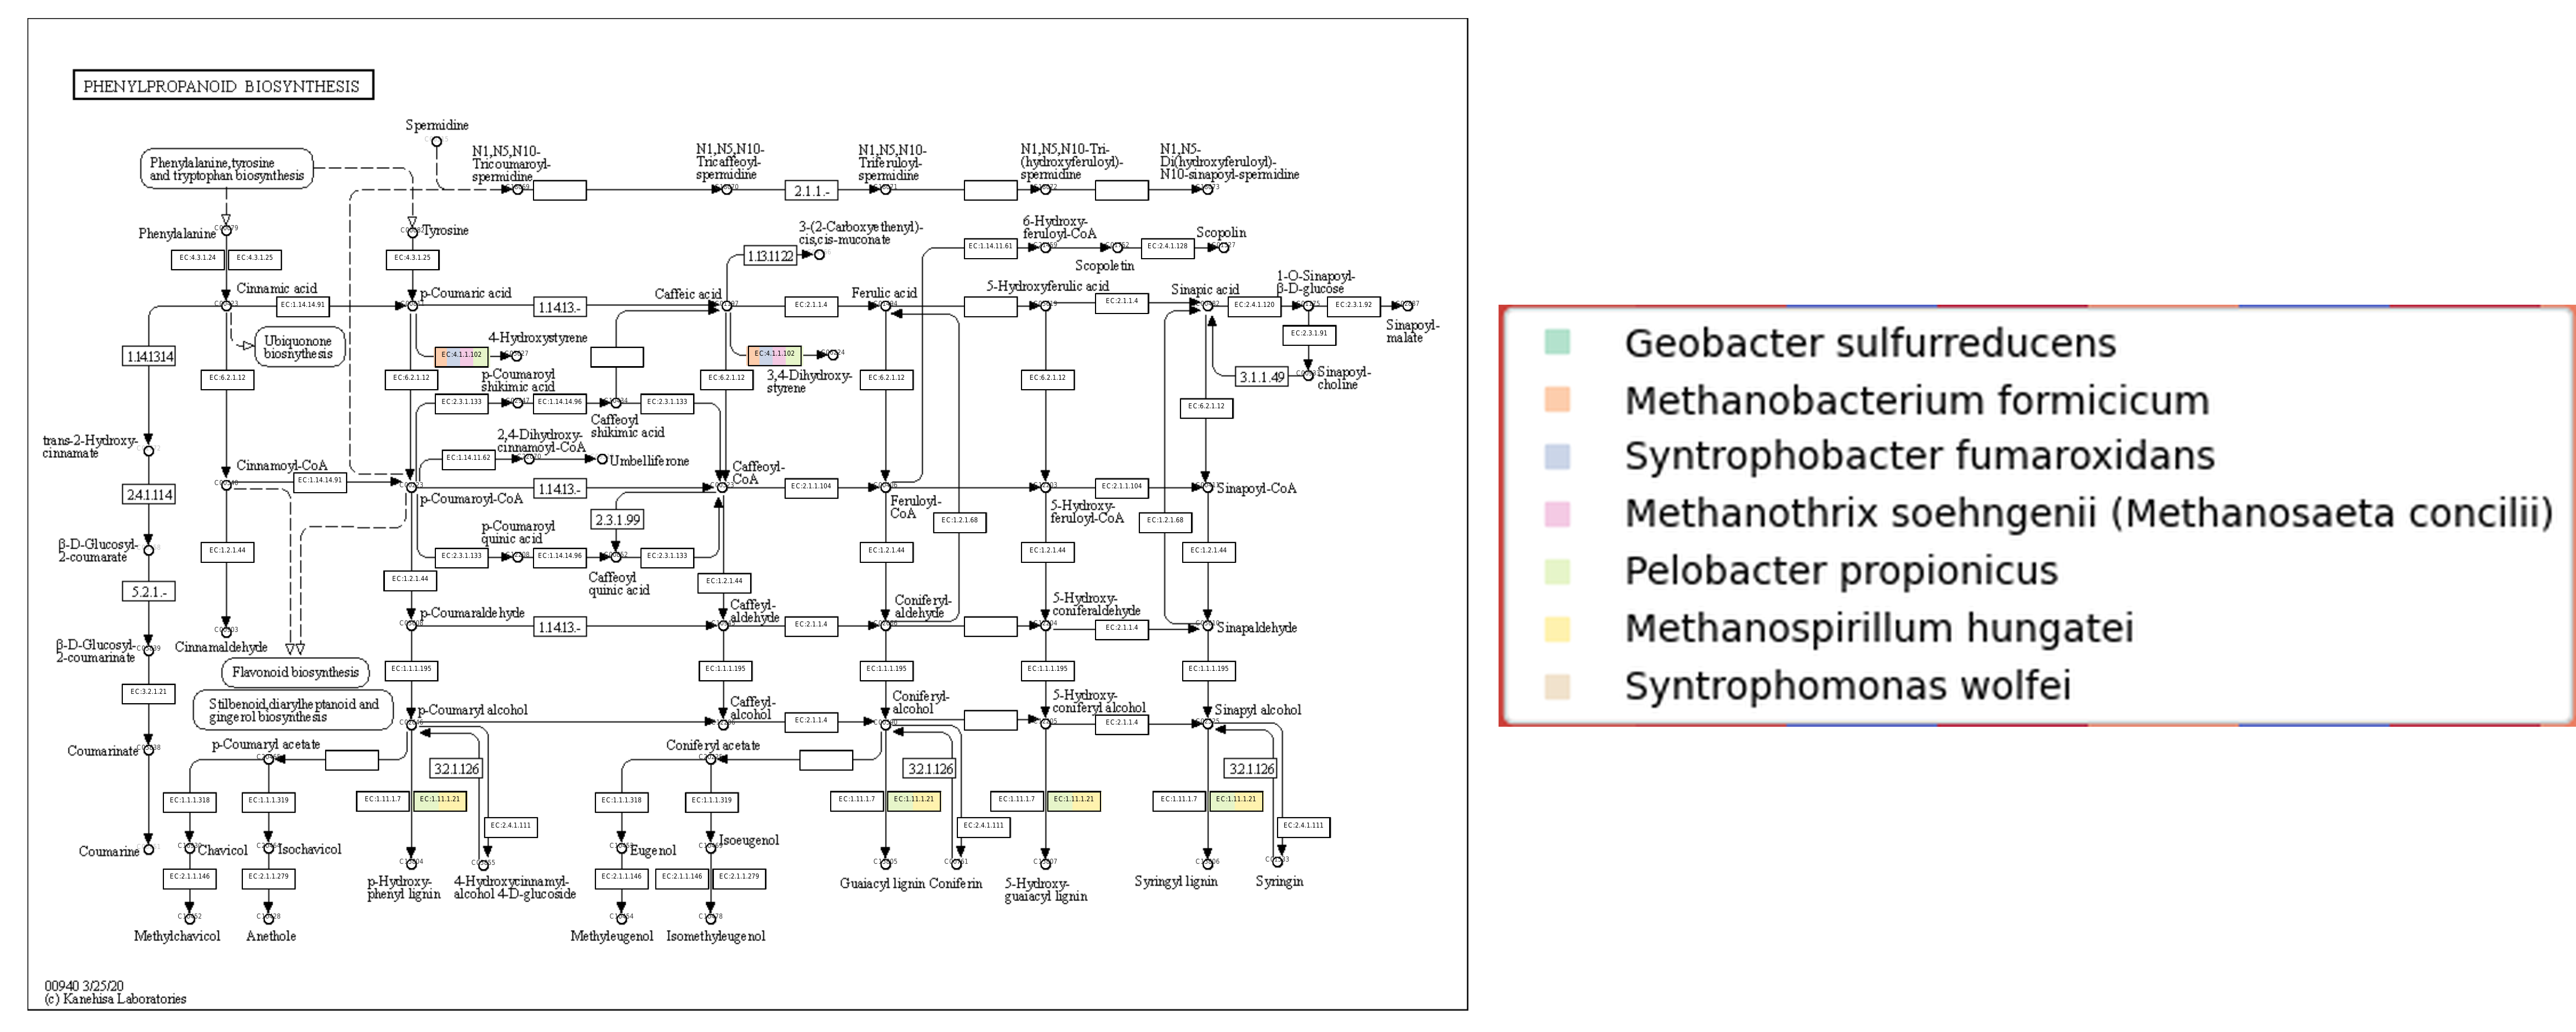 PHENYLPROPANOID BIOSYNTHESIS
Spermidine
Phenylalanine,tyrosine
and tryptophan biosynthesis
N1,N5,N10-
Tricoumaroyl-
spermidine
N1,N5,N10-
Tricaffeoyl-
spermidine
2.1.1.-
N1,N5,N10-
Triferuloyl-
spermidine
N1,N5,N10-Tri-
(hydroxyferuloyl)-
spermidine
N1,N5-
Di(hydroxyferuloyl)-
N10-sinapoyl-spermidine
Phenylalanine
Tyrosine
EC:4.3.1.24
EC:4.3.1.25
EC:4.3.1.25
3-(2-Carboxyethenyl)-
cis,cis-muconate
1.13.11.22
6-Hydroxy-
feruloyl-CoA
EC:1.14.11.61
EC:2.4.1.128
Scopolin
Scopoletin
Cinnamic acid
EC:1.14.14.91
p-Coumaric acid
1.14.13.-
Caffeic acid
EC:2.1.1.4
Ferulic acid
5-Hydroxyferulic acid
EC:2.1.1.4
Sinapic acid
EC:2.4.1.120
1-O-Sinapoyl-
β-D-glucose
EC:2.3.1.92
Sinapoyl-
malate
EC:2.3.1.91
3.1.1.49
Sinapoyl-
choline
Ubiquonone
biosnythesis
1.14.13.14
EC:6.2.1.12
EC:6.2.1.12
4-Hydroxystyrene
EC:4.1.1.102
EC:4.1.1.102
3,4-Dihydroxy-
styrene
EC:6.2.1.12
EC:6.2.1.12
EC:6.2.1.12
EC:6.2.1.12
p-Coumaroyl
shikimic acid
EC:2.3.1.133
EC:1.14.14.96
EC:2.3.1.133
Caffeoyl
shikimic acid
2,4-Dihydroxy-
cinnamoyl-CoA
EC:1.14.11.62
Umbelliferone
trans-2-Hydroxy-
cinnamate
Cinnamoyl-CoA
EC:1.14.14.91
p-Coumaroyl-CoA
1.14.13.-
Caffeoyl-
CoA
EC:2.1.1.104
Feruloyl-
CoA
5-Hydroxy-
feruloyl-CoA
EC:2.1.1.104
Sinapoyl-CoA
2.4.1.114
2.3.1.99
EC:1.2.1.68
EC:1.2.1.68
p-Coumaroyl
quinic acid
EC:2.3.1.133
EC:1.14.14.96
EC:2.3.1.133
Caffeoyl
quinic acid
β-D-Glucosyl-
2-coumarate
EC:1.2.1.44
EC:1.2.1.44
EC:1.2.1.44
EC:1.2.1.44
EC:1.2.1.44
EC:1.2.1.44
5.2.1.-
p-Coumaraldehyde
1.14.13.-
Caffeyl-
aldehyde
EC:2.1.1.4
Coniferyl-
aldehyde
5-Hydroxy-
coniferaldehyde
EC:2.1.1.4
Sinapaldehyde
β-D-Glucosyl-
2-coumarinate
Cinnamaldehyde
Flavonoid biosynthesis
Stilbenoid,diarylheptanoid and
gingerol biosynthesis
EC:3.2.1.21
EC:1.1.1.195
EC:1.1.1.195
EC:1.1.1.195
EC:1.1.1.195
EC:1.1.1.195
p-Coumaryl alcohol
Caffeyl-
alcohol
EC:2.1.1.4
Coniferyl-
alcohol
5-Hydroxy-
coniferyl alcohol
EC:2.1.1.4
Sinapyl alcohol
Coumarinate
p-Coumaryl acetate
Coniferyl acetate
3.2.1.126
3.2.1.126
3.2.1.126
EC:1.1.1.318
EC:1.1.1.319
EC:1.11.1.7
EC:1.11.1.21
EC:1.1.1.318
EC:1.1.1.319
EC:1.11.1.7
EC:1.11.1.21
EC:1.11.1.7
EC:1.11.1.21
EC:1.11.1.7
EC:1.11.1.21
EC:2.4.1.111
EC:2.4.1.111
EC:2.4.1.111
Coumarine
Chavicol
Isochavicol
Eugenol
Isoeugenol
EC:2.1.1.146
EC:2.1.1.279
p-Hydroxy-
phenyl lignin
4-Hydroxycinnamyl-
alcohol 4-D-glucoside
EC:2.1.1.146
EC:2.1.1.146
EC:2.1.1.279
Guaiacyl lignin
Coniferin
5-Hydroxy-
guaiacyl lignin
Syringyl lignin
Syringin
Methylchavicol
Anethole
Methyleugenol
Isomethyleugenol
00940 3/25/20
(c) Kanehisa Laboratories
Geobacter sulfurreducens
Methanobacterium formicicum
Syntrophobacter fumaroxidans
Methanothrix soehngenii (Methanosaeta concilii)
Pelobacter propionicus
Methanospirillum hungatei
Syntrophomonas wolfei